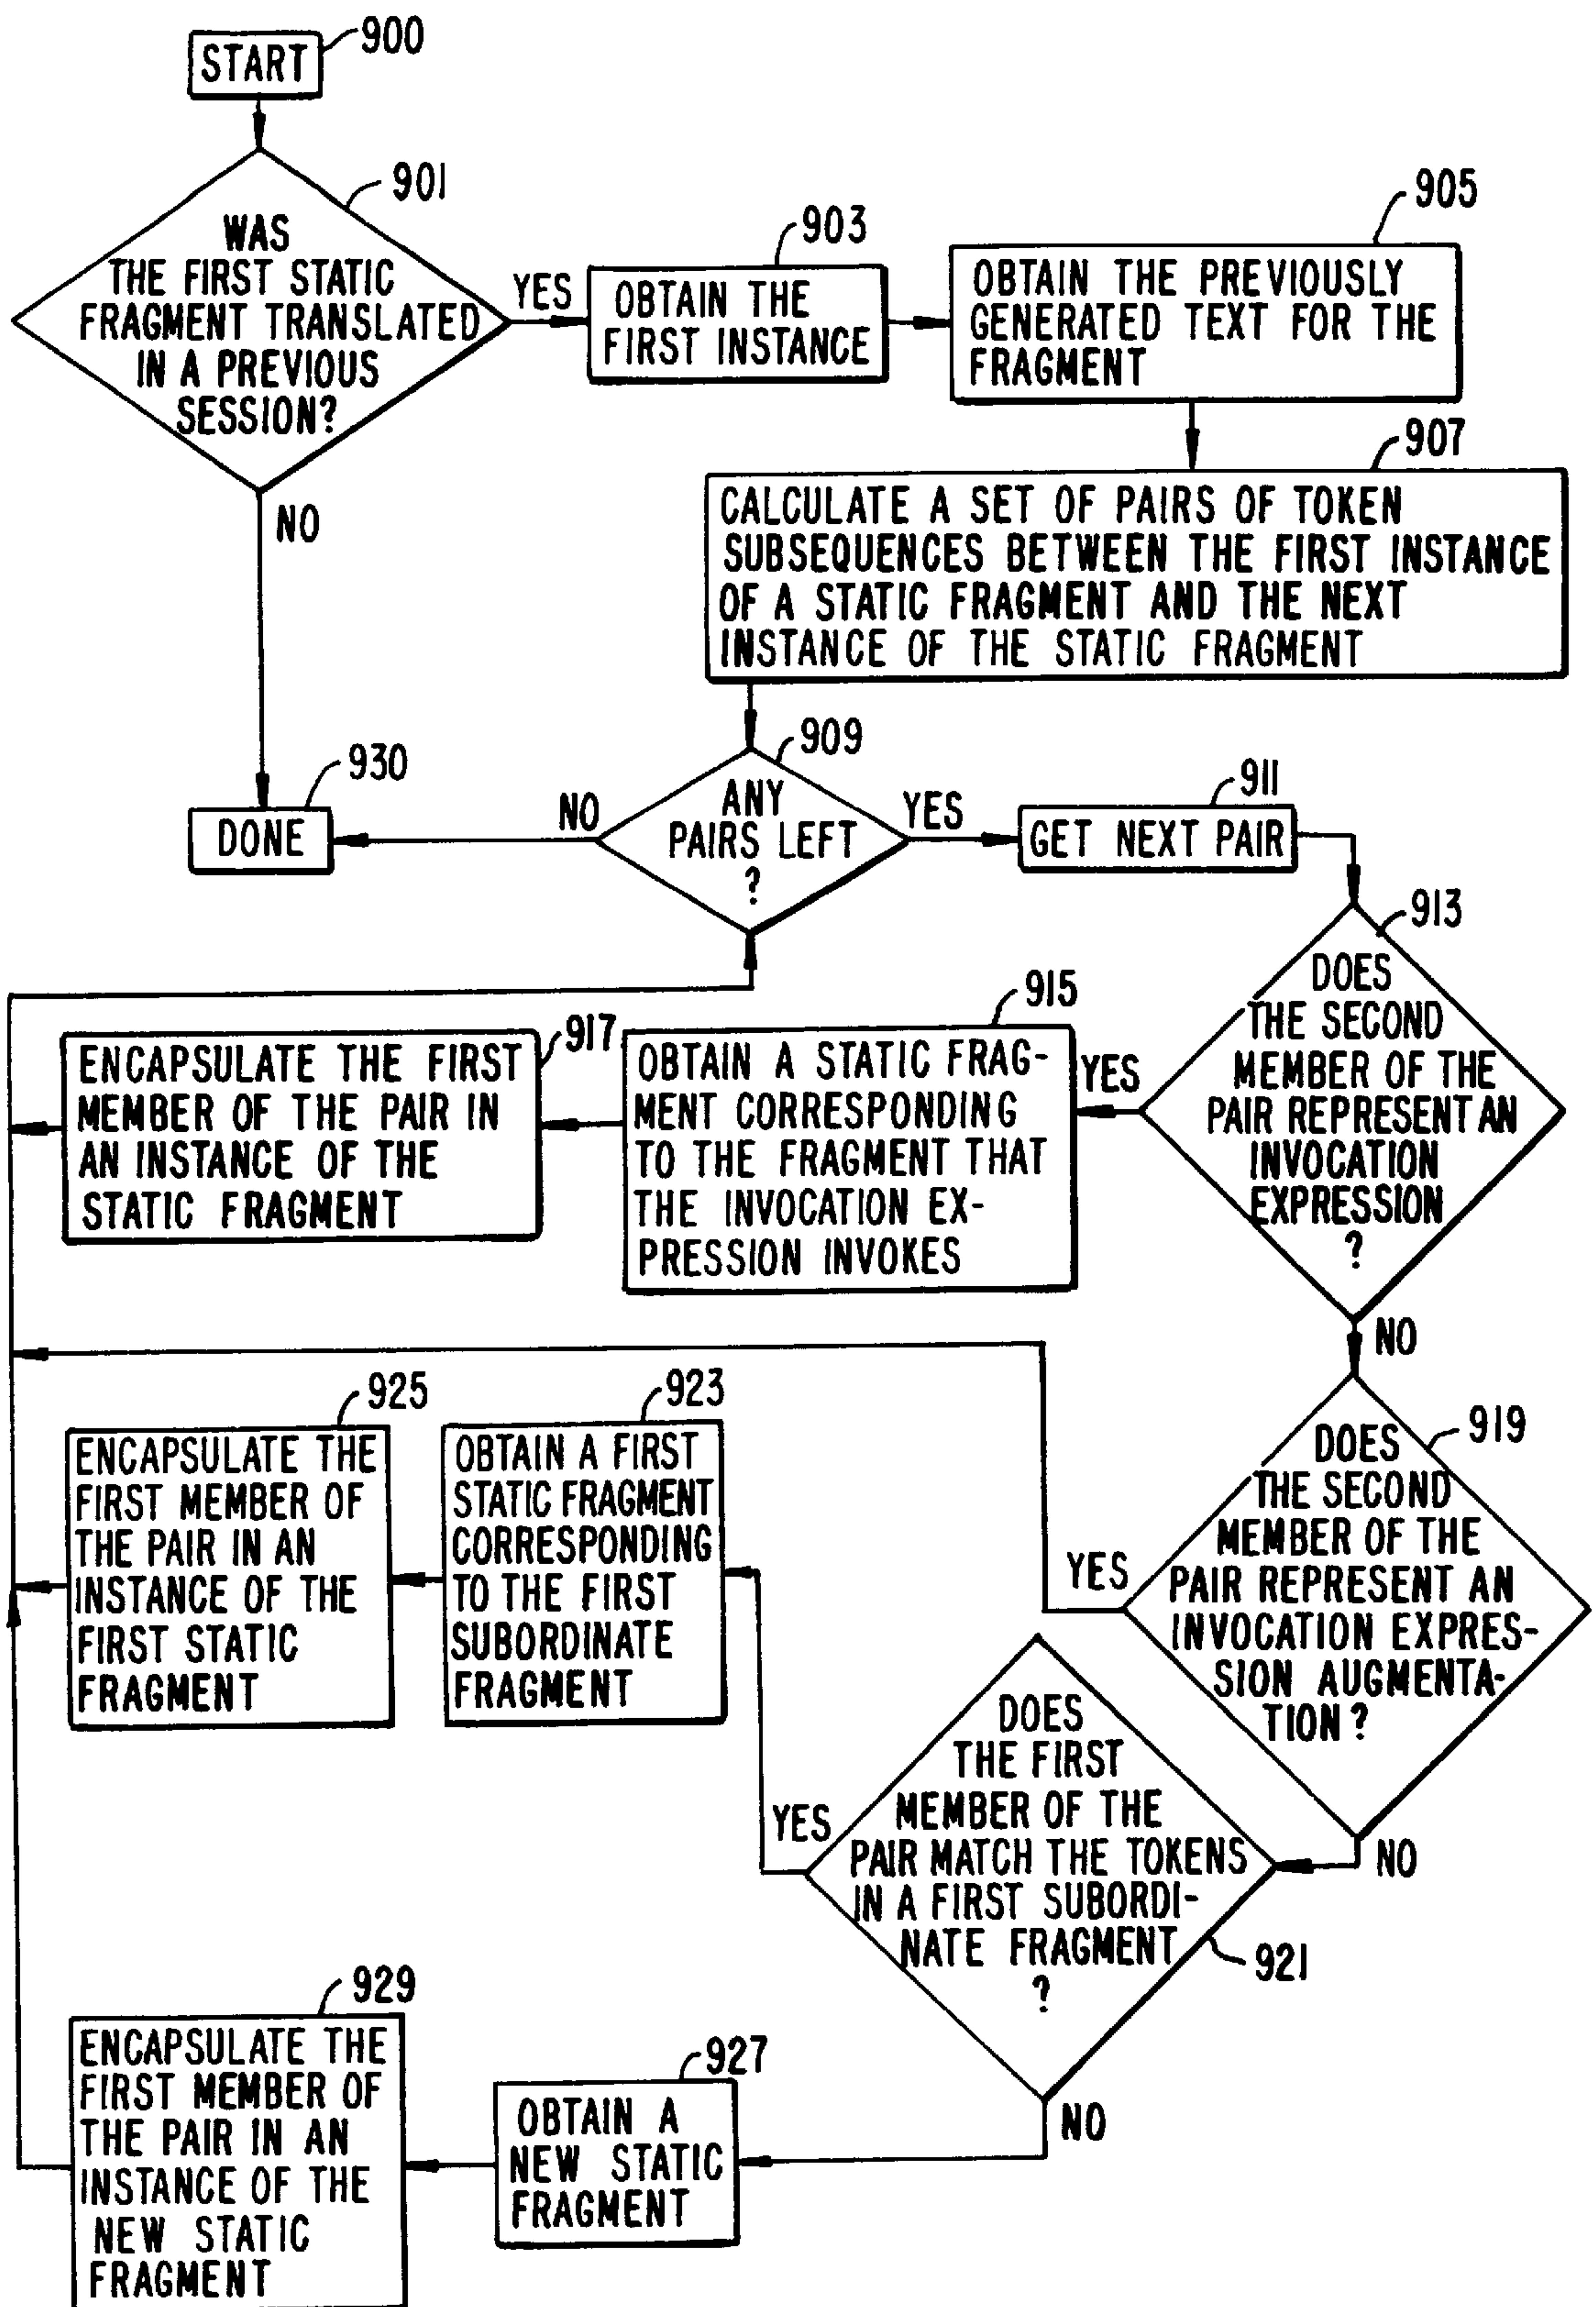 START
900
901
WAS
THE FIRST STATIC
FRAGMENT TRANSLATED
IN A PREVIOUS
SESSION?
YES
NO
903
OBTAIN THE
FIRST INSTANCE
905
OBTAIN THE PREVIOUSLY
GENERATED TEXT FOR THE
FRAGMENT
907
CALCULATE A SET OF PAIRS OF TOKEN
SUBSEQUENCES BETWEEN THE FIRST INSTANCE
OF A STATIC FRAGMENT AND THE NEXT
INSTANCE OF THE STATIC FRAGMENT
930
DONE
909
NO
ANY
PAIRS LEFT
?
YES
911
GET NEXT PAIR
913
DOES
THE SECOND
MEMBER OF THE
PAIR REPRESENT AN
INVOCATION
EXPRESSION
?
YES
NO
915
OBTAIN A STATIC FRAG-
MENT CORRESPONDING
TO THE FRAGMENT THAT
THE INVOCATION EX-
PRESSION INVOKES
917
ENCAPSULATE THE FIRST
MEMBER OF THE PAIR IN
AN INSTANCE OF THE
STATIC FRAGMENT
919
DOES
THE SECOND
MEMBER OF THE
PAIR REPRESENT AN
INVOCATION EXPRES-
SION AUGMENTA-
TION?
YES
NO
921
DOES
THE FIRST
MEMBER OF THE
PAIR MATCH THE TOKENS
IN A FIRST SUBORDI-
NATE FRAGMENT
?
YES
NO
923
OBTAIN A FIRST
STATIC FRAGMENT
CORRESPONDING
TO THE FIRST
SUBORDINATE
FRAGMENT
925
ENCAPSULATE THE
FIRST MEMBER OF
THE PAIR IN AN
INSTANCE OF THE
FIRST STATIC
FRAGMENT
927
OBTAIN A
NEW STATIC
FRAGMENT
929
ENCAPSULATE THE
FIRST MEMBER OF
THE PAIR IN AN
INSTANCE OF THE
NEW STATIC
FRAGMENT